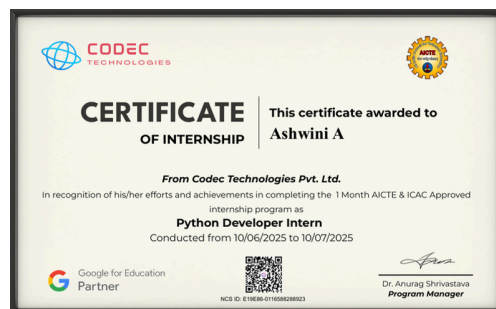 CODEC
TECHNOLOGIES
AICTE
CERTIFICATE
OF INTERNSHIP
This certificate awarded to
Ashwini A
From Codec Technologies Pvt. Ltd.
In recognition of his/her efforts and achievements in completing the 1 Month AICTE & ICAC Approved
internship program as
Python Developer Intern
Conducted from 10/06/2025 to 10/07/2025
Google for Education
Partner
NCS ID: E19E86-0116588288923
Dr. Anurag Shrivastava
Program Manager